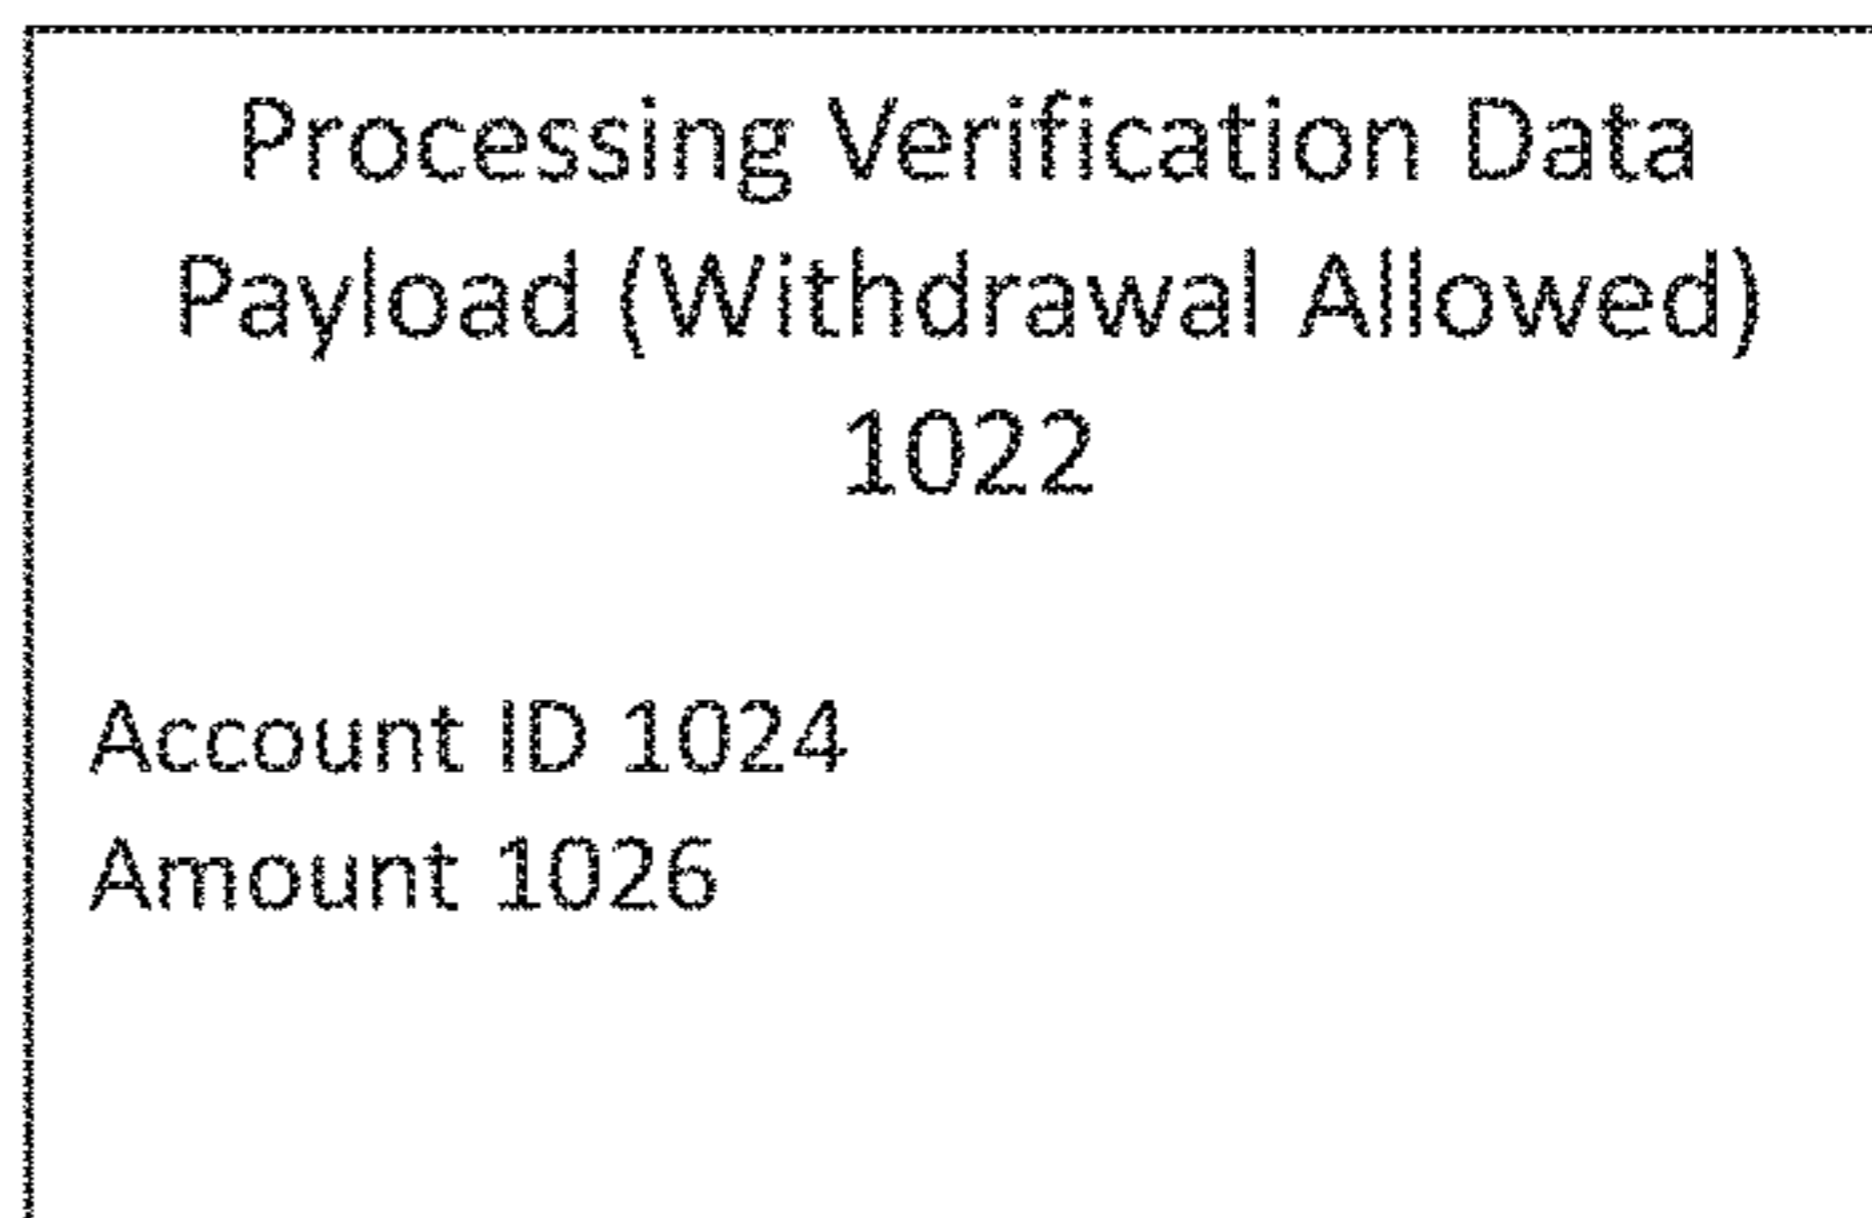 Processing Verification Data
Payload (Withdrawal Allowed)
1022
Account ID 1024
Amount 1026